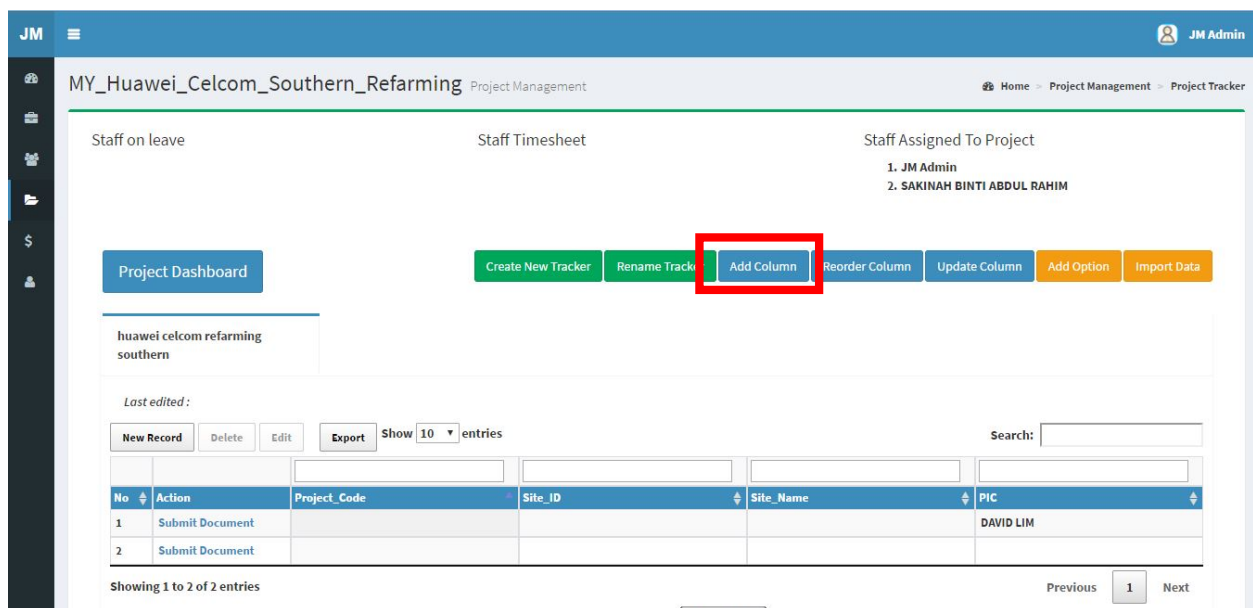 JM JM Admin
MY_Huawei_Celcom_Southern_Refarming Project Management Home > Project Management > Project Tracker
Staff on leave Staff Timesheet Staff Assigned To Project
1. JM Admin
2. SAKINAH BINTI ABDUL RAHIM
Project Dashboard Create New Tracker Rename Tracker Add Column Reorder Column Update Column Add Option Import Data
huawei celcom refarming
southern
Last edited :
New Record Delete Edit Export Show 10 entries Search:
No Action Project_Code Site_ID Site_Name PIC
1 Submit Document DAVID LIM
2 Submit Document
Showing 1 to 2 of 2 entries Previous 1 Next